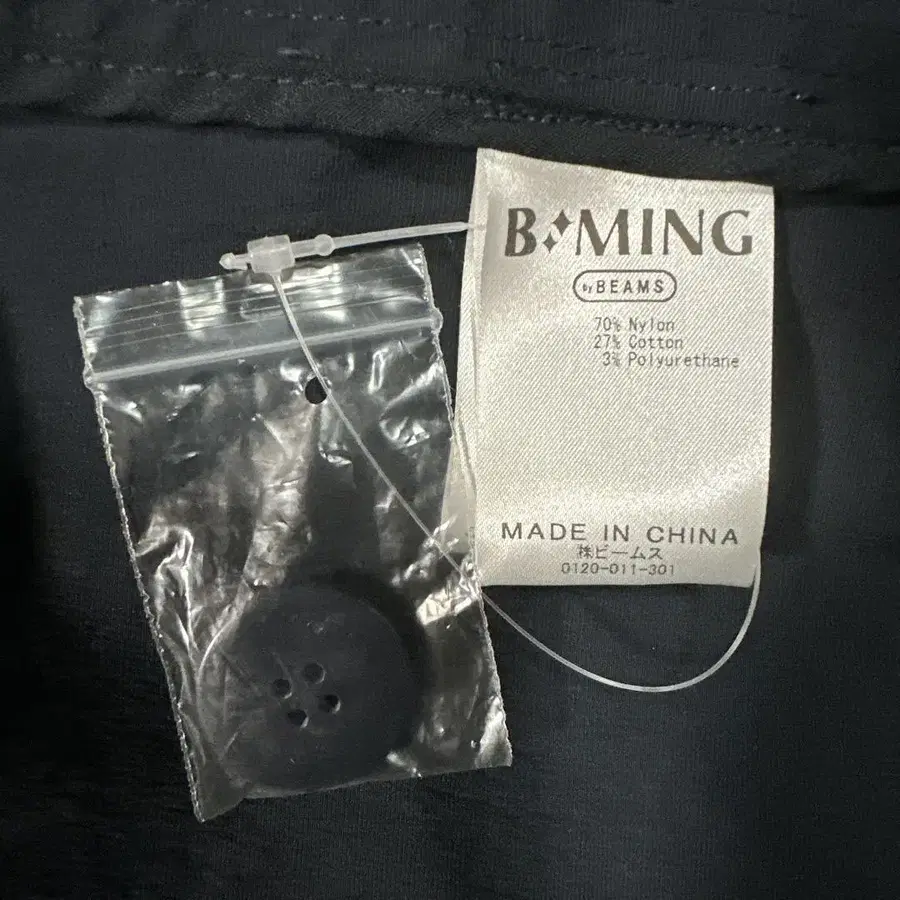 B MING
by BEAMS
70% Nylon
27% Cotton
3% Polyurethane
MADE IN CHINA
㈱ビームス
0120-011-301